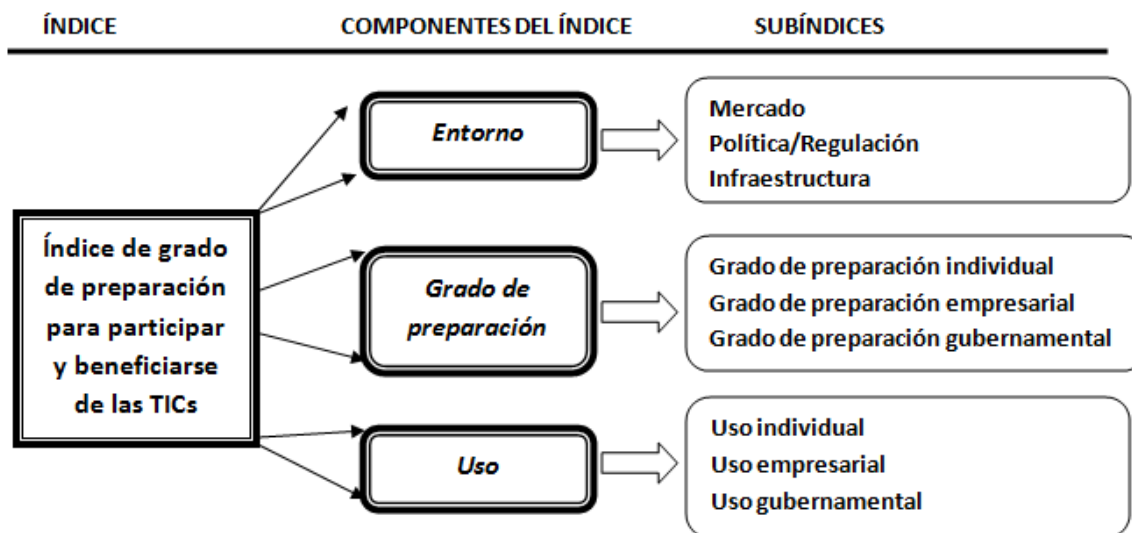 ÍNDICE
COMPONENTES DEL ÍNDICE
SUBÍNDICES
Índice de grado
de preparación
para participar
y beneficiarse
de las TICs
Entorno
Mercado
Política/Regulación
Infraestructura
Grado de
preparación
Grado de preparación individual
Grado de preparación empresarial
Grado de preparación gubernamental
Uso
Uso individual
Uso empresarial
Uso gubernamental